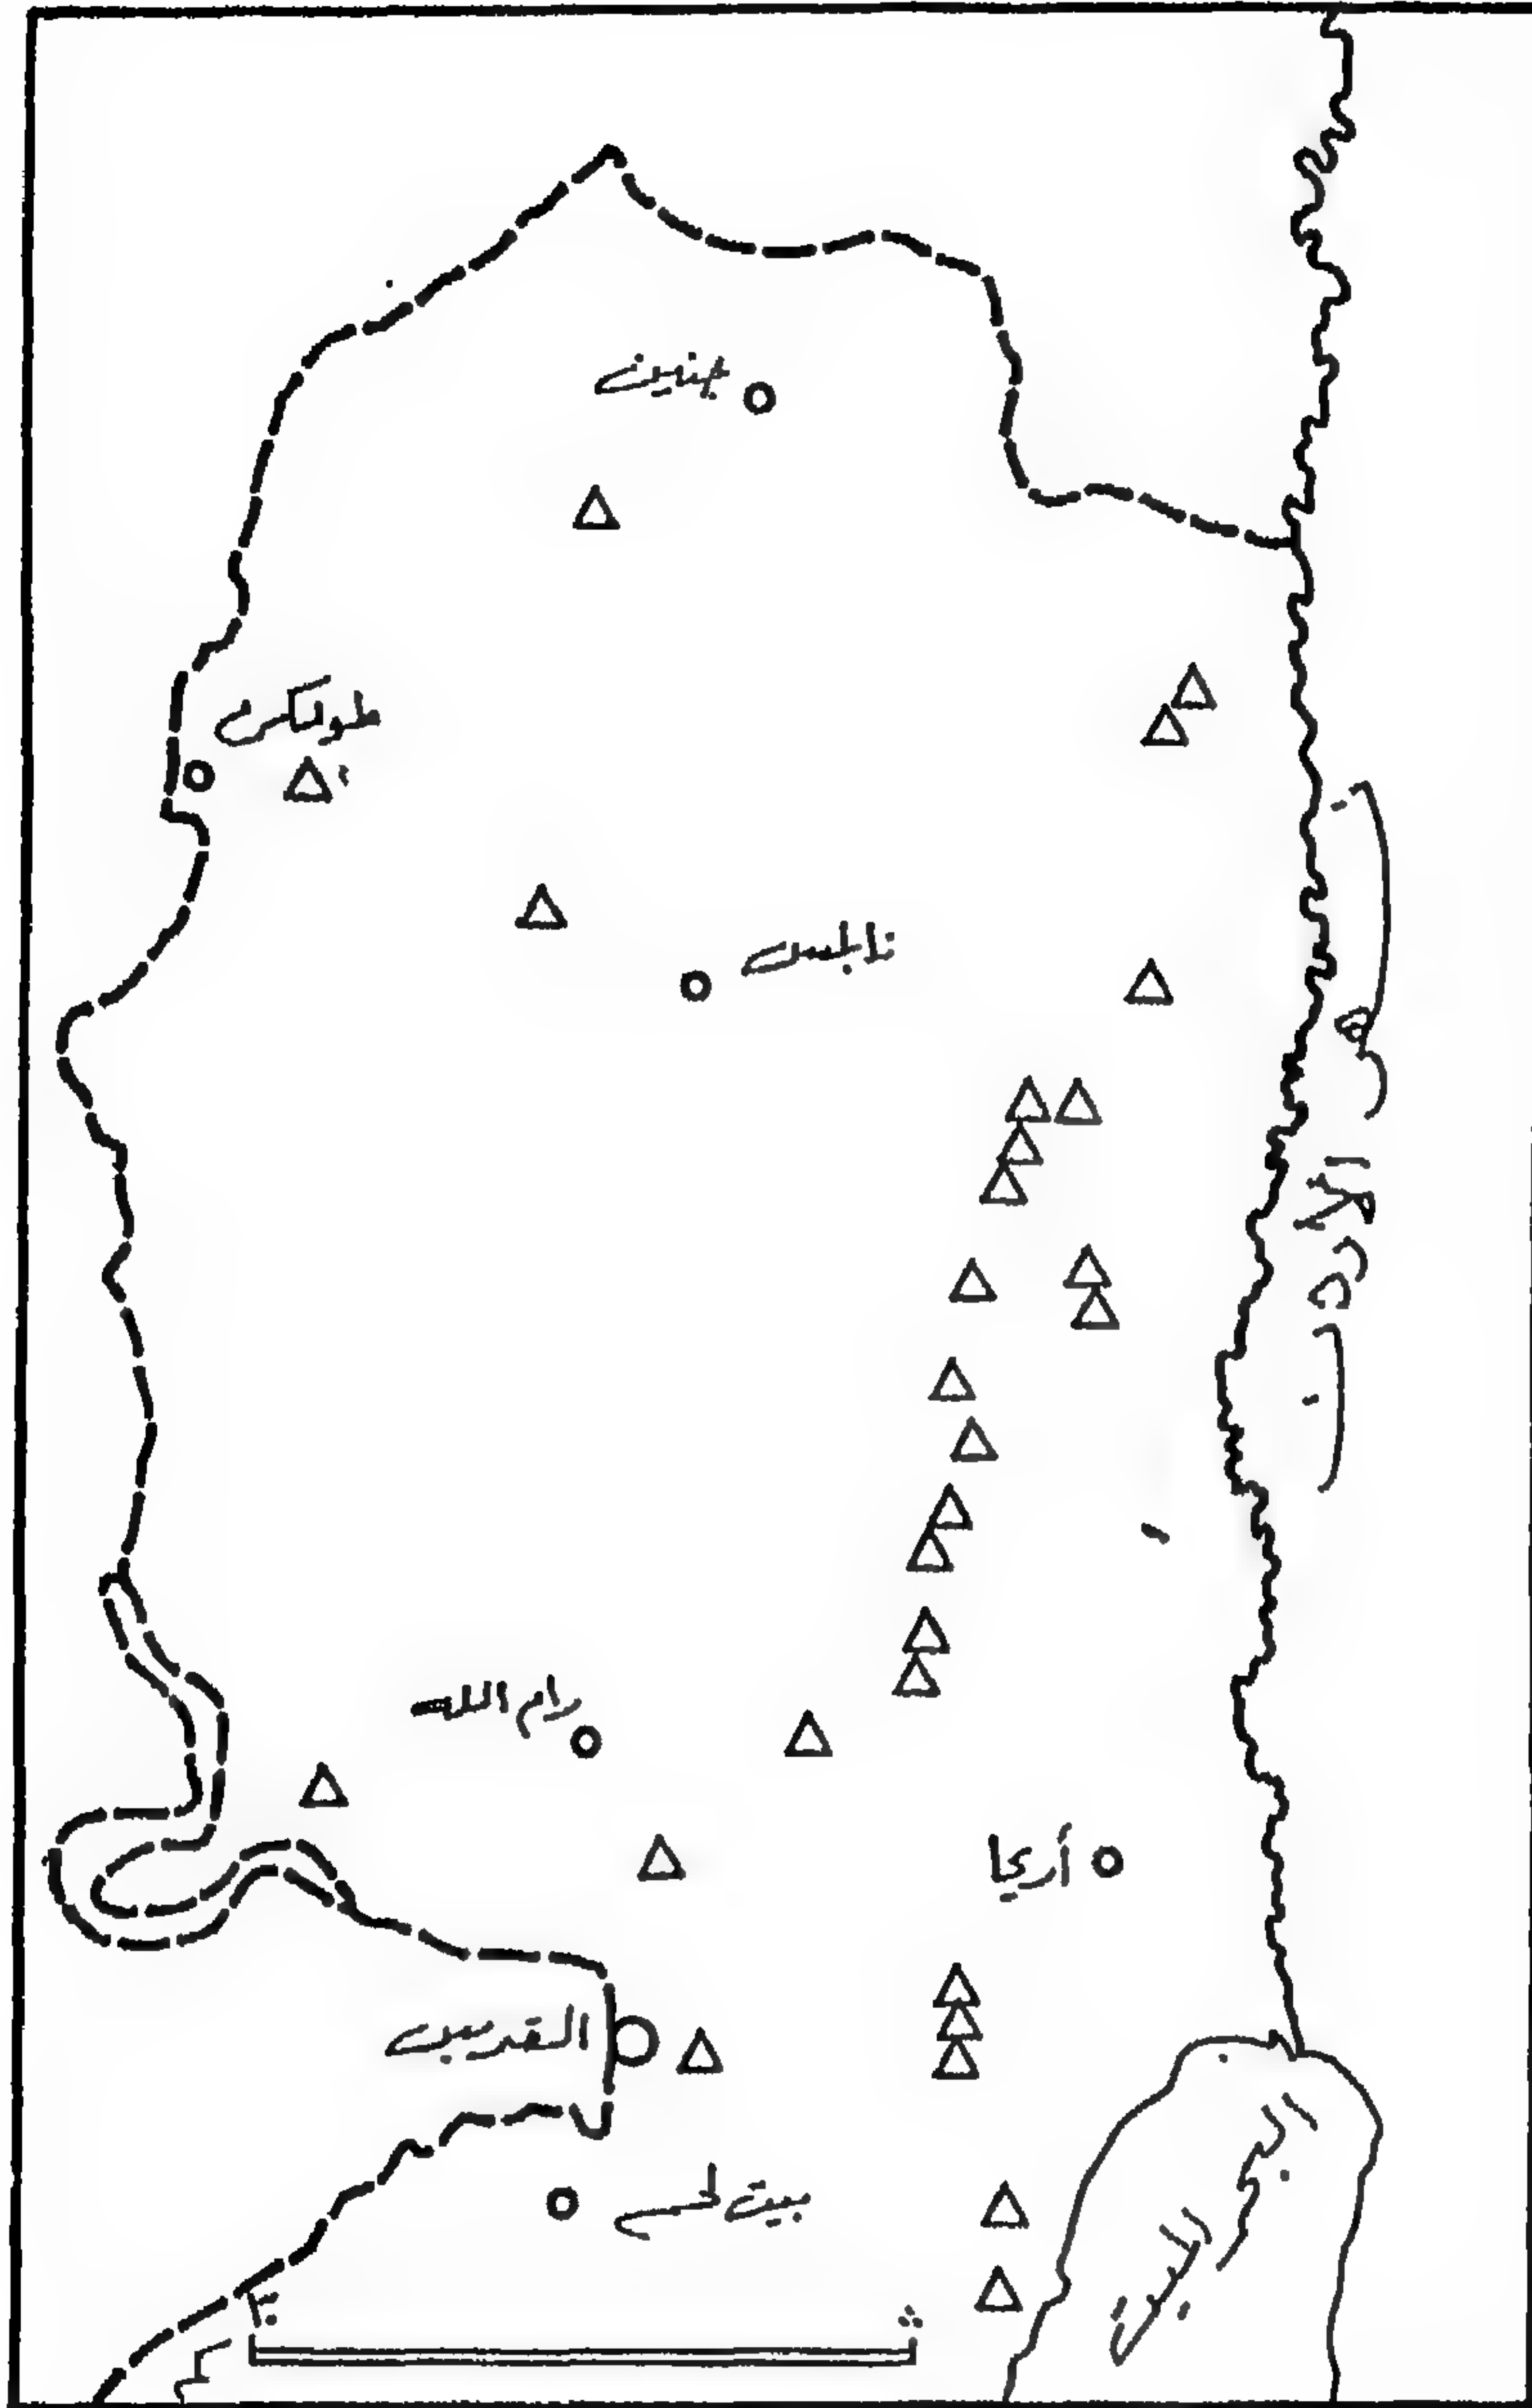 جنين
طولكرم
نابلس
نهر الأردن
رام الله
أريحا
القدس
بيت لحم
البحر الميت